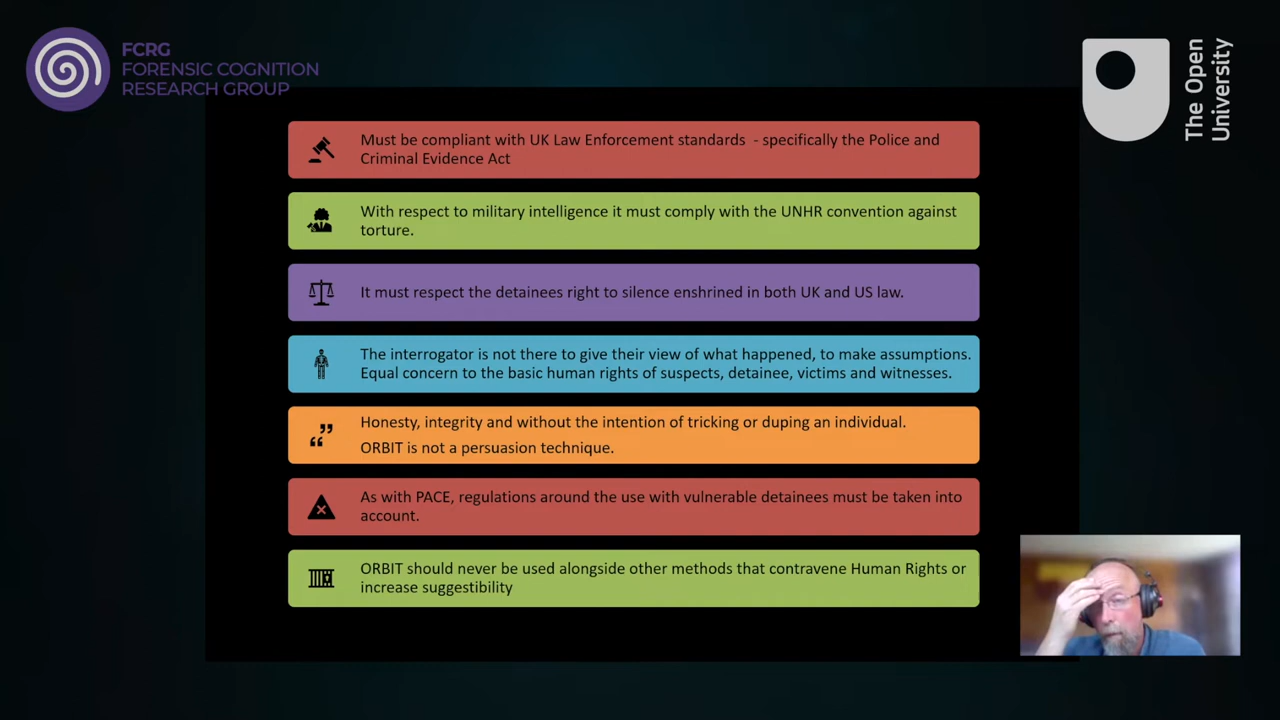 FCRG
FORENSIC COGNITION
RESEARCH GROUP
The Open
University
Must be compliant with UK Law Enforcement standards - specifically the Police and
Criminal Evidence Act
With respect to military intelligence it must comply with the UNHR convention against
torture.
It must respect the detainees right to silence enshrined in both UK and US law.
The interrogator is not there to give their view of what happened, to make assumptions.
Equal concern to the basic human rights of suspects, detainee, victims and witnesses.
Honesty, integrity and without the intention of tricking or duping an individual.
ORBIT is not a persuasion technique.
As with PACE, regulations around the use with vulnerable detainees must be taken into
account.
ORBIT should never be used alongside other methods that contravene Human Rights or
increase suggestibility